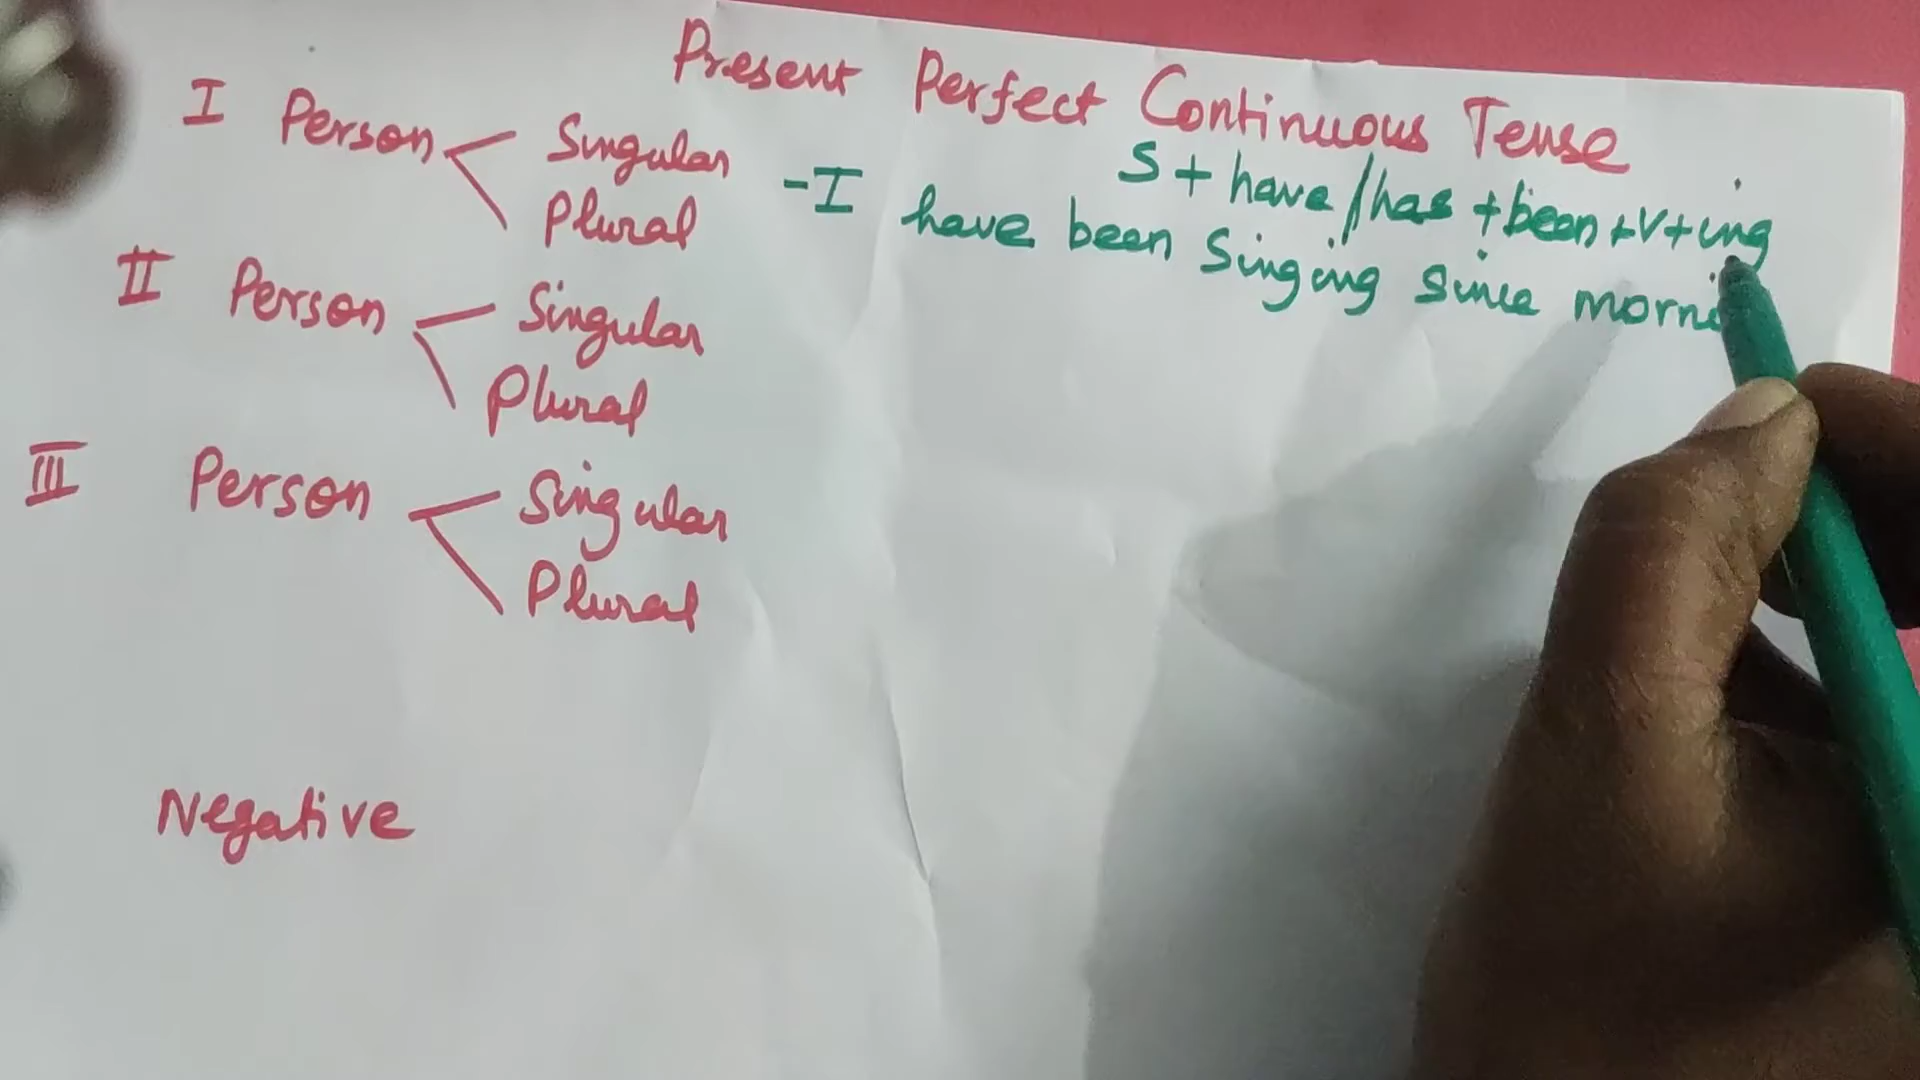 Present Perfect Continuous Tense
S + have / has + been + V + ing
I Person
Singular
Plural
- I have been Singing Since morni
II Person
Singular
Plural
III Person
Singular
Plural
Negative